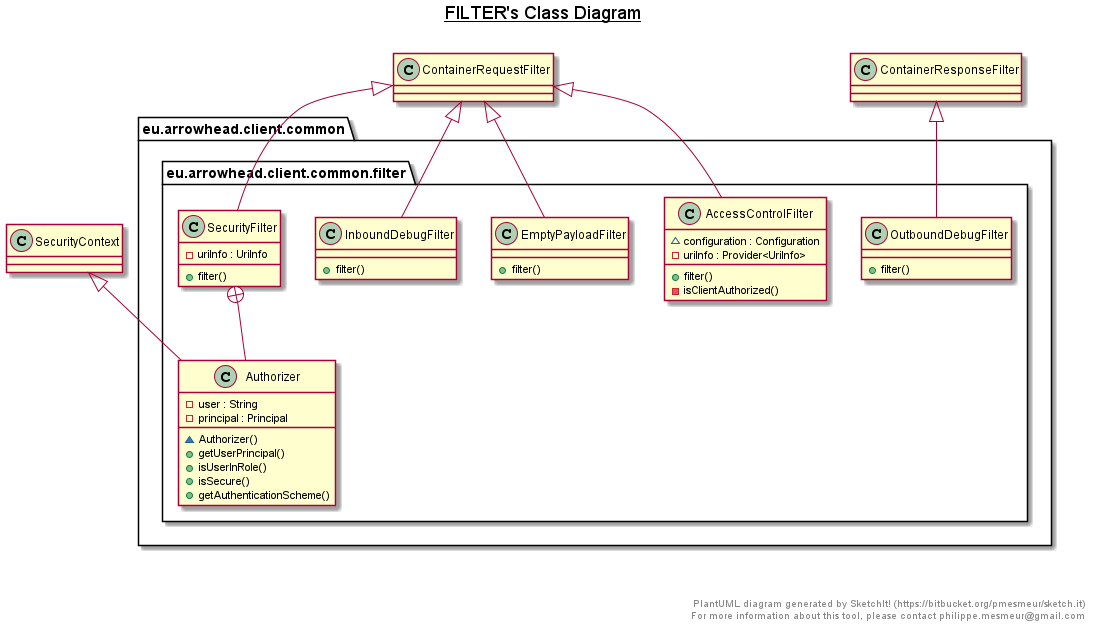 FILTER's Class Diagram
C ContainerRequestFilter
C ContainerResponseFilter
eu.arrowhead.client.common
eu.arrowhead.client.common.filter
C SecurityContext
C SecurityFilter
uriInfo : UriInfo
filter()
C InboundDebugFilter
filter()
C EmptyPayloadFilter
filter()
C AccessControlFilter
configuration : Configuration
uriInfo : Provider<UriInfo>
filter()
isClientAuthorized()
C OutboundDebugFilter
filter()
C Authorizer
user : String
principal : Principal
Authorizer()
getUserPrincipal()
isUserInRole()
isSecure()
getAuthenticationScheme()
PlantUML diagram generated by SketchIt! (https://bitbucket.org/pmesmeur/sketch.it)
For more information about this tool, please contact philippe.mesmeur@gmail.com